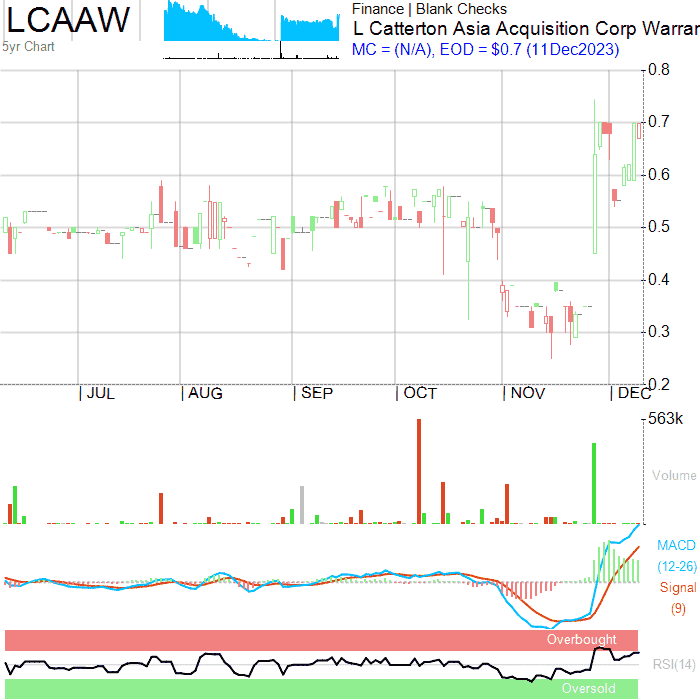 LCAAW
5yr Chart
Finance | Blank Checks
L Catterton Asia Acquisition Corp Warran
MC = (N/A), EOD = $0.7 (11Dec2023)
0.8
0.7
0.6
0.5
0.4
0.3
0.2
JUL AUG SEP OCT NOV DEC
563k
Volume
MACD
(12-26)
Signal
(9)
Overbought
RSI(14)
Oversold